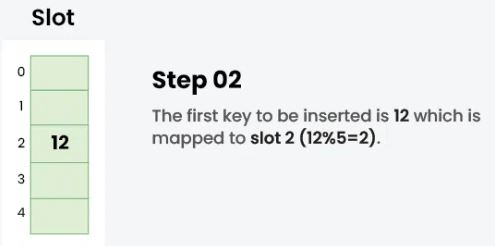 Slot
Step 02
The first key to be inserted is 12 which is
mapped to slot 2 (12%5=2).
0
1
2 12
3
4